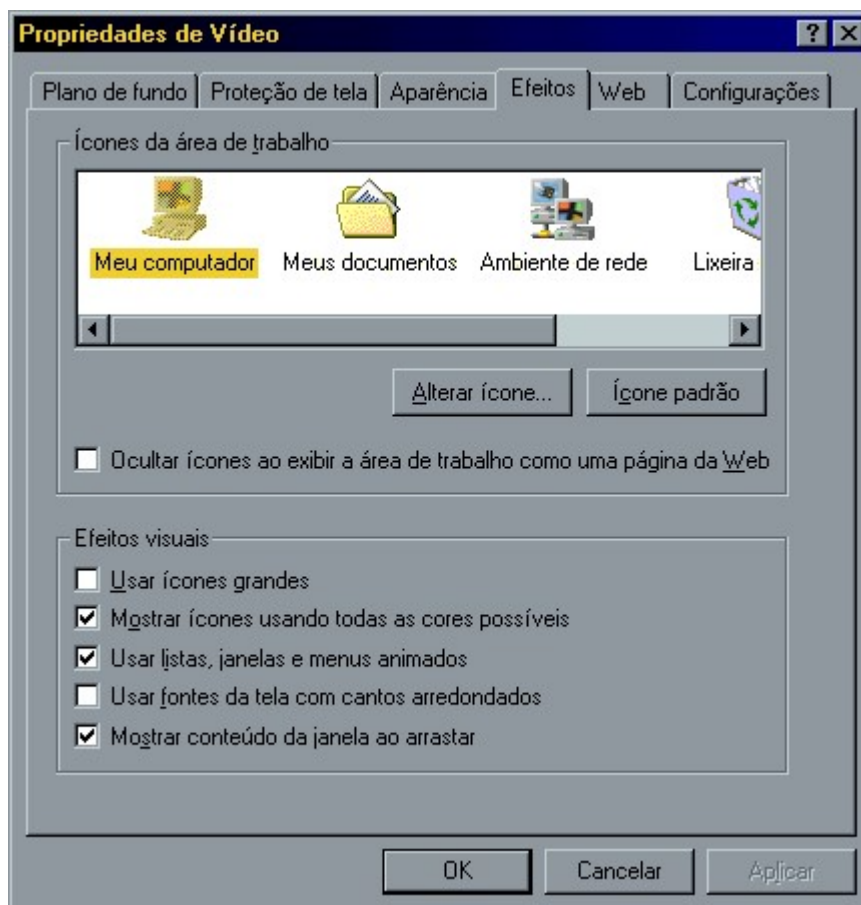 Propriedades de Vídeo
Plano de fundo Proteção de tela Aparência Efeitos Web Configurações
Ícones da área de trabalho
Meu computador Meus documentos Ambiente de rede Lixeira
Alterar ícone... Ícone padrão
Ocultar ícones ao exibir a área de trabalho como uma página da Web
Efeitos visuais
Usar ícones grandes
Mostrar ícones usando todas as cores possíveis
Usar listas, janelas e menus animados
Usar fontes da tela com cantos arredondados
Mostrar conteúdo da janela ao arrastar
OK Cancelar Aplicar